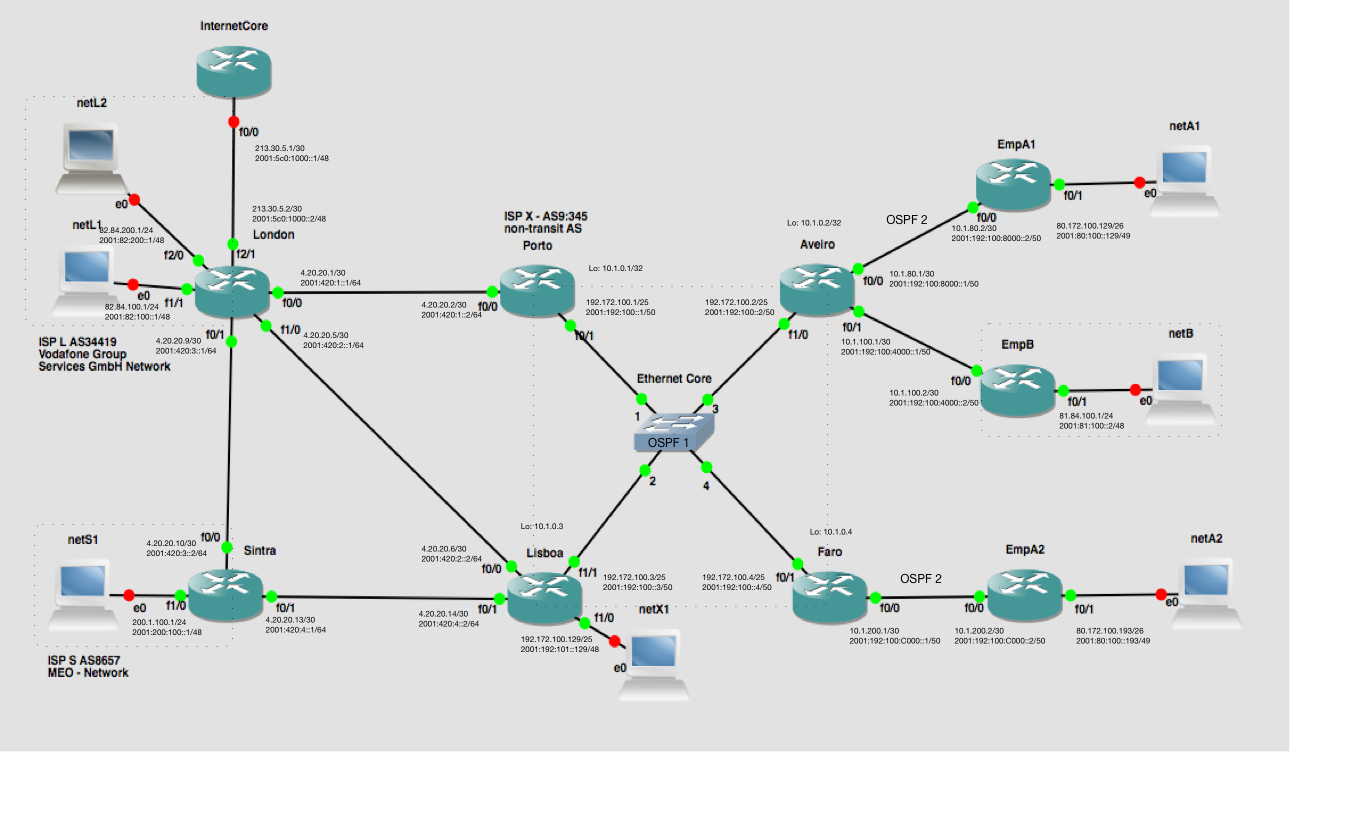 InternetCore
f0/0
213.30.5.1/30
2001:5c0:1000::1/48
netL2
e0
82.84.200.1/24
2001:82:200::1/48
netL1
e0
82.84.100.1/24
2001:82:100::1/48
213.30.5.2/30
2001:5c0:1000::2/48
London
f2/1
f2/0
f1/1
f0/0
4.20.20.1/30
2001:420:1::1/64
f1/0
4.20.20.5/30
2001:420:2::1/64
f0/1
4.20.20.9/30
2001:420:3::1/64
ISP L AS34419
Vodafone Group
Services GmbH Network
ISP X - AS9:345
non-transit AS
Porto
Lo: 10.1.0.1/32
4.20.20.2/30
2001:420:1::2/64
f0/0
192.172.100.1/25
2001:192:100::1/50
f0/1
Ethernet Core
1
3
OSPF 1
2
4
Lo: 10.1.0.2/32
OSPF 2
Aveiro
192.172.100.2/25
2001:192:100::2/50
f1/0
f0/0
10.1.80.1/30
2001:192:100:8000::1/50
f0/1
10.1.100.1/30
2001:192:100:4000::1/50
EmpA1
f0/0
10.1.80.2/30
2001:192:100:8000::2/50
f0/1
80.172.100.129/26
2001:80:100::129/49
netA1
e0
EmpB
f0/0
10.1.100.2/30
2001:192:100:4000::2/50
f0/1
81.84.100.1/24
2001:81:100::2/48
netB
e0
netS1
e0
200.1.100.1/24
2001:200:100::1/48
f1/0
4.20.20.10/30
2001:420:3::2/64
f0/0
Sintra
f0/1
4.20.20.13/30
2001:420:4::1/64
ISP S AS8657
MEO - Network
Lo: 10.1.0.3
Lisboa
4.20.20.6/30
2001:420:2::2/64
f0/0
f1/1
192.172.100.3/25
2001:192:100::3/50
f0/1
4.20.20.14/30
2001:420:4::2/64
f1/0
192.172.100.129/25
2001:192:101::129/48
netX1
e0
Lo: 10.1.0.4
Faro
192.172.100.4/25
2001:192:100::4/50
f0/1
f0/0
10.1.200.1/30
2001:192:100:C000::1/50
OSPF 2
EmpA2
f0/0
10.1.200.2/30
2001:192:100:C000::2/50
f0/1
80.172.100.193/26
2001:80:100::193/49
netA2
e0